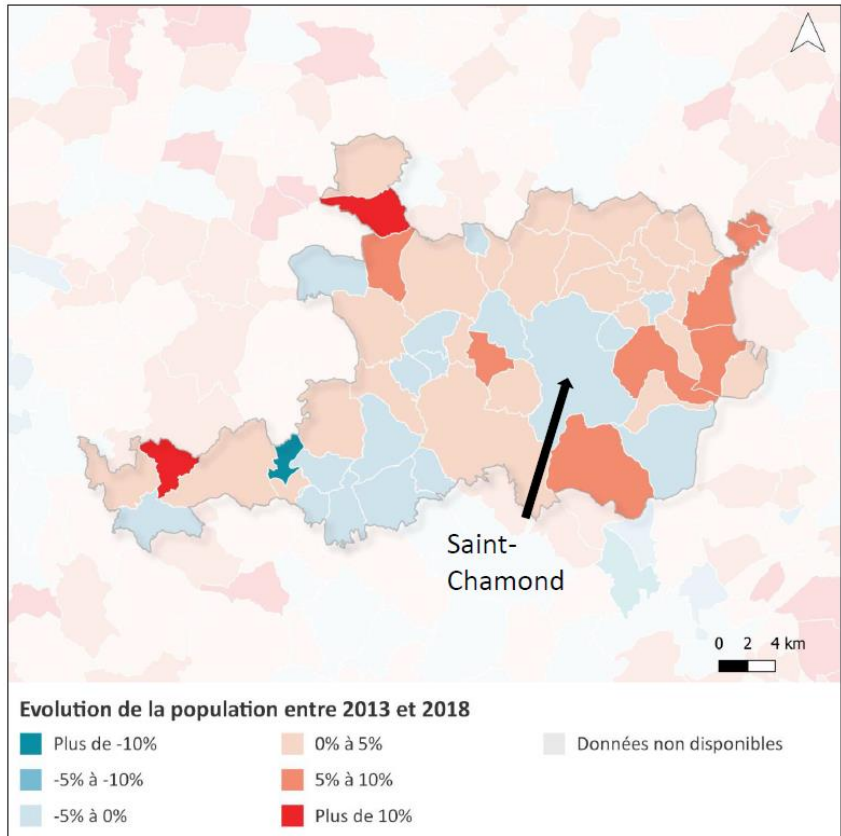 Saint-
Chamond
0 2 4 km
Evolution de la population entre 2013 et 2018
Plus de -10%
-5% à -10%
-5% à 0%
0% à 5%
5% à 10%
Plus de 10%
Données non disponibles